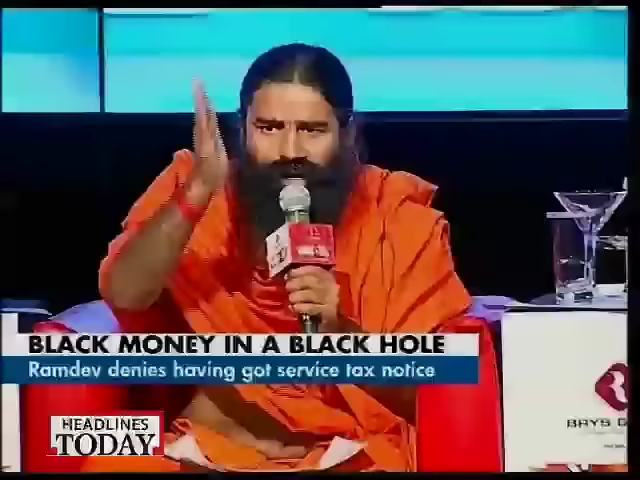 BLACK MONEY IN A BLACK HOLE
Ramdev denies having got service tax notice
HEADLINES
TODAY